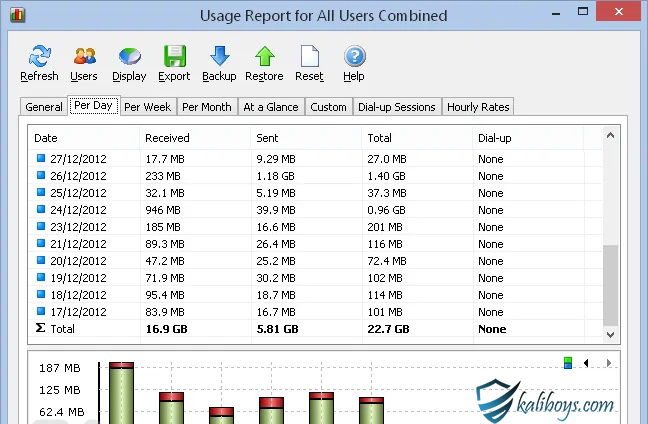 Usage Report for All Users Combined
Refresh Users Display Export Backup Restore Reset Help
General Per Day Per Week Per Month At a Glance Custom Dial-up Sessions Hourly Rates
Date Received Sent Total Dial-up
27/12/2012 17.7 MB 9.29 MB 27.0 MB None
26/12/2012 233 MB 1.18 GB 1.40 GB None
25/12/2012 32.1 MB 5.19 MB 37.3 MB None
24/12/2012 946 MB 39.9 MB 0.96 GB None
23/12/2012 185 MB 16.6 MB 201 MB None
21/12/2012 89.3 MB 26.4 MB 116 MB None
20/12/2012 47.2 MB 25.2 MB 72.4 MB None
19/12/2012 71.9 MB 30.2 MB 102 MB None
18/12/2012 95.4 MB 18.7 MB 114 MB None
17/12/2012 83.9 MB 16.7 MB 101 MB None
Σ Total 16.9 GB 5.81 GB 22.7 GB None
187 MB
125 MB
62.4 MB
kaliboys.com